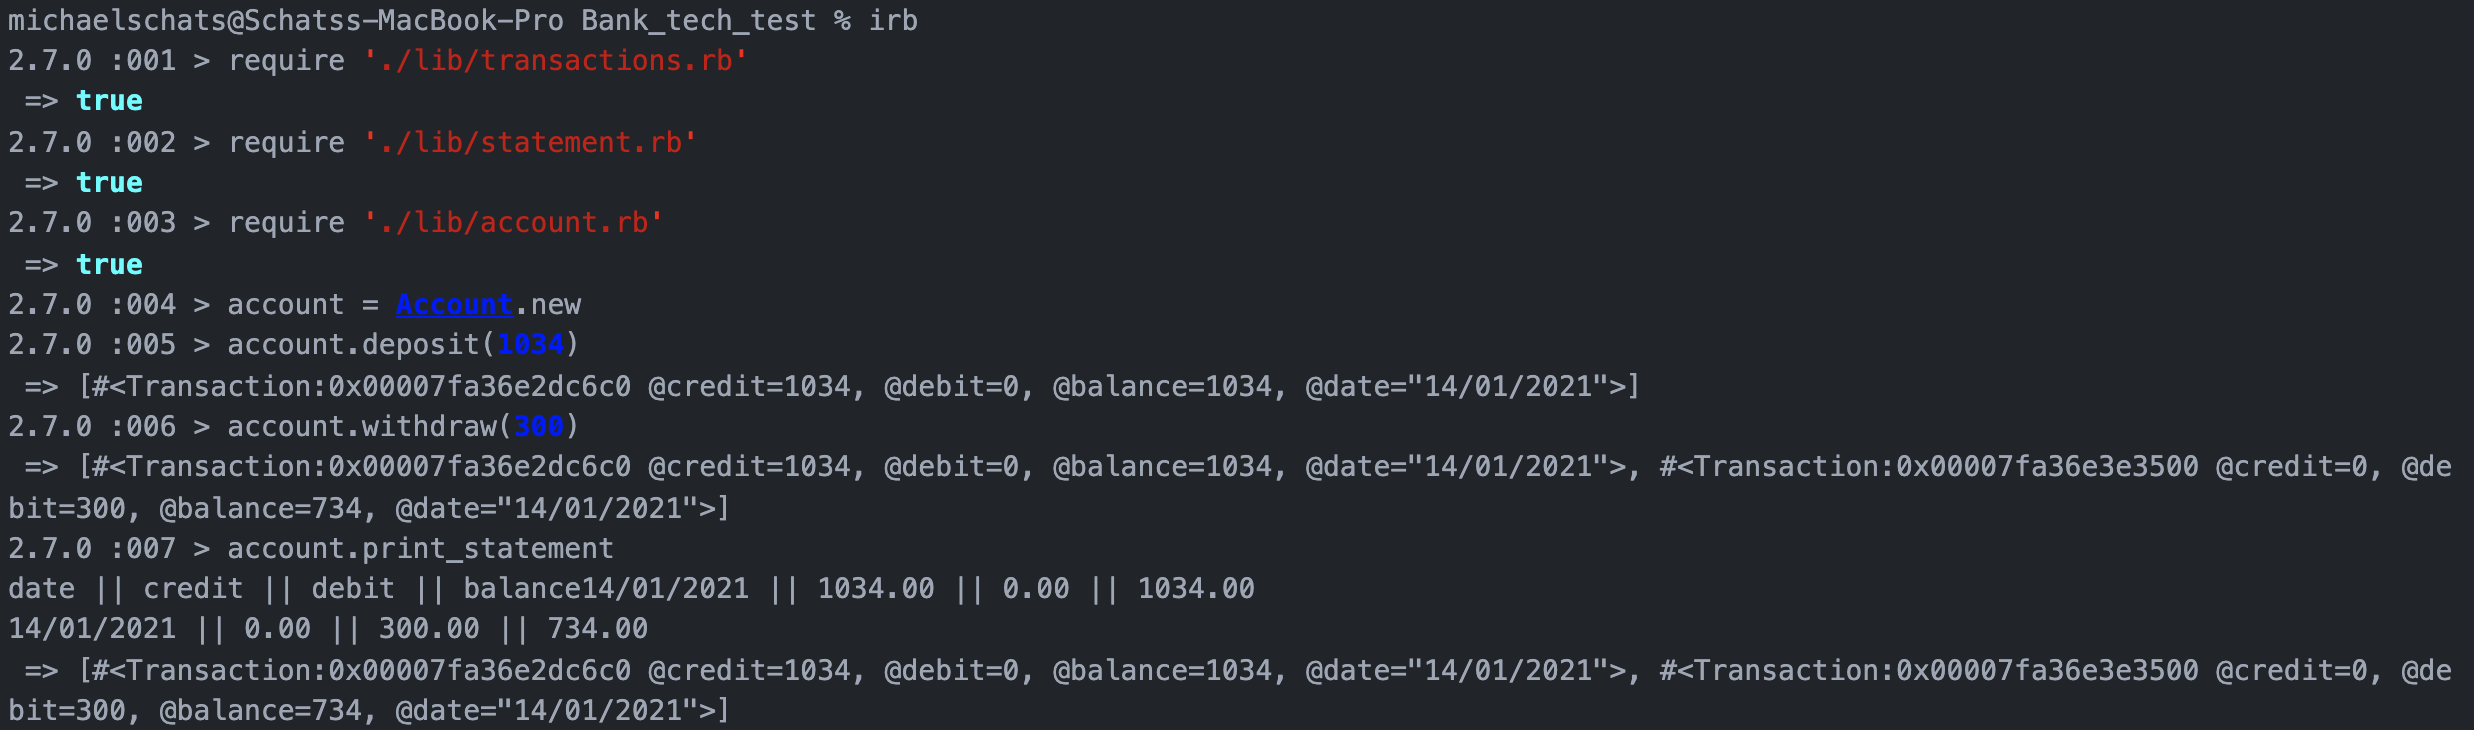 michaelschats@Schatss-MacBook-Pro Bank_tech_test % irb
2.7.0 :001 > require './lib/transactions.rb'
 => true
2.7.0 :002 > require './lib/statement.rb'
 => true
2.7.0 :003 > require './lib/account.rb'
 => true
2.7.0 :004 > account = Account.new
2.7.0 :005 > account.deposit(1034)
 => [#<Transaction:0x00007fa36e2dc6c0 @credit=1034, @debit=0, @balance=1034, @date="14/01/2021">]
2.7.0 :006 > account.withdraw(300)
 => [#<Transaction:0x00007fa36e2dc6c0 @credit=1034, @debit=0, @balance=1034, @date="14/01/2021">, #<Transaction:0x00007fa36e3e3500 @credit=0, @de
bit=300, @balance=734, @date="14/01/2021">]
2.7.0 :007 > account.print_statement
date || credit || debit || balance14/01/2021 || 1034.00 || 0.00 || 1034.00
14/01/2021 || 0.00 || 300.00 || 734.00
 => [#<Transaction:0x00007fa36e2dc6c0 @credit=1034, @debit=0, @balance=1034, @date="14/01/2021">, #<Transaction:0x00007fa36e3e3500 @credit=0, @de
bit=300, @balance=734, @date="14/01/2021">]